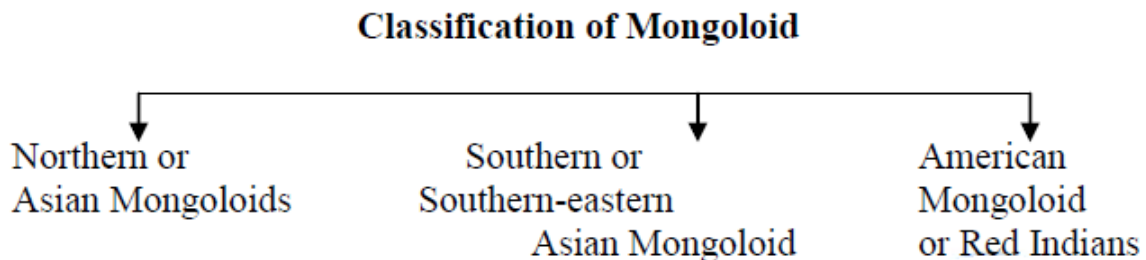 Classification of Mongoloid
Northern or
Asian Mongoloids
Southern or
Southern-eastern
Asian Mongoloid
American
Mongoloid
or Red Indians